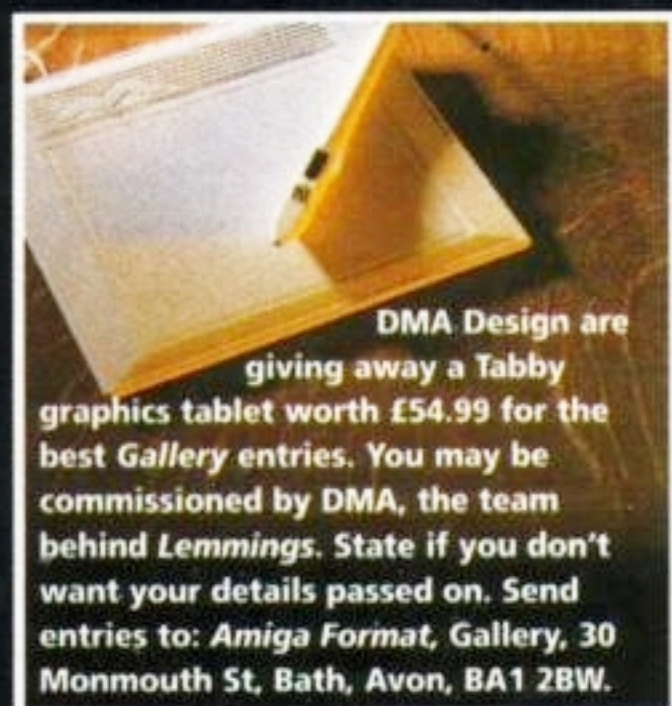 DMA Design are
giving away a Tabby
graphics tablet worth £54.99 for the
best Gallery entries. You may be
commissioned by DMA, the team
behind Lemmings. State if you don't
want your details passed on. Send
entries to: Amiga Format, Gallery, 30
Monmouth St, Bath, Avon, BA1 2BW.